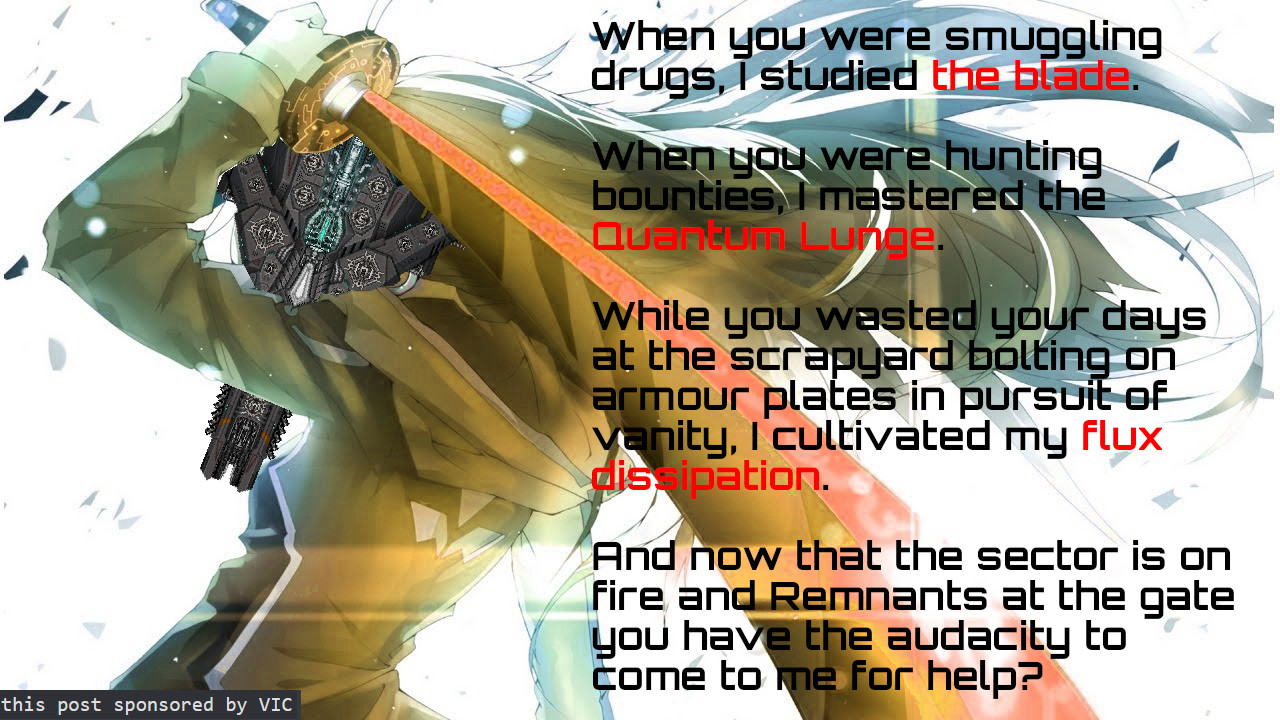 When you were smuggling
drugs, I studied the blade.
When you were hunting
bounties, I mastered the
Quantum Lunge.
While you wasted your days
at the scrapyard bolting on
armour plates in pursuit of
vanity, I cultivated my flux
dissipation.
And now that the sector is on
fire and Remnants at the gate
you have the audacity to
come to me for help?
this post sponsored by VIC